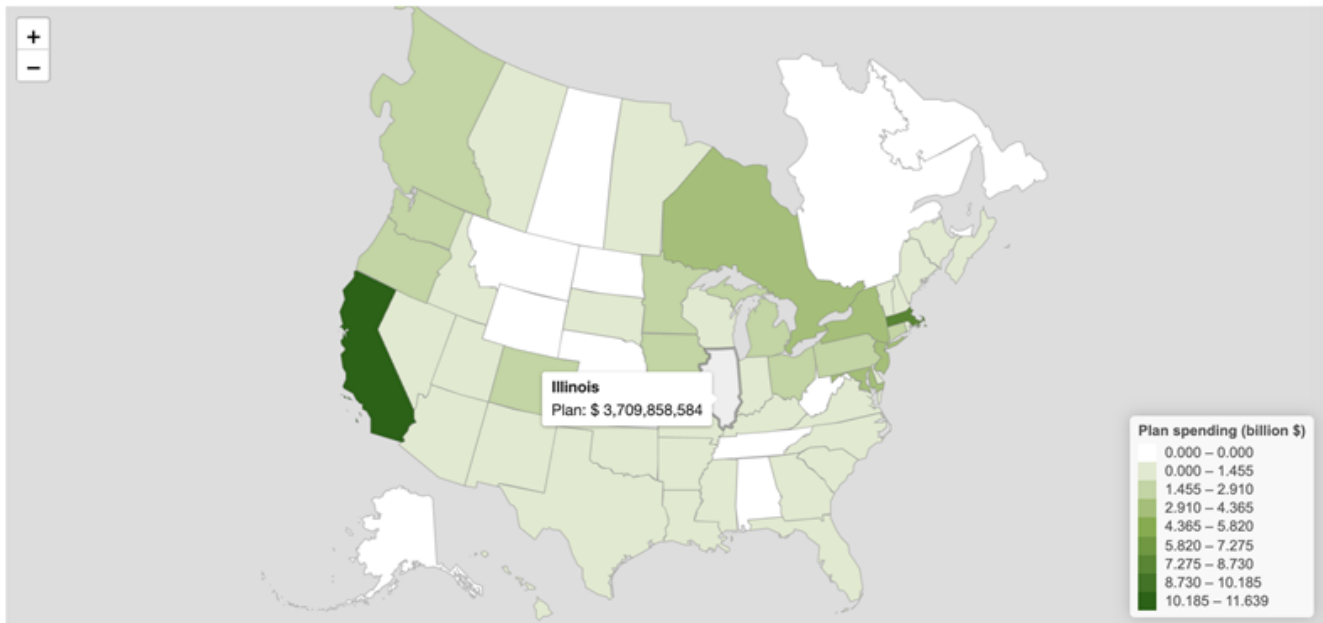 +
−
Illinois
Plan: $ 3,709,858,584
Plan spending (billion $)
0.000 – 0.000
0.000 – 1.455
1.455 – 2.910
2.910 – 4.365
4.365 – 5.820
5.820 – 7.275
7.275 – 8.730
8.730 – 10.185
10.185 – 11.639